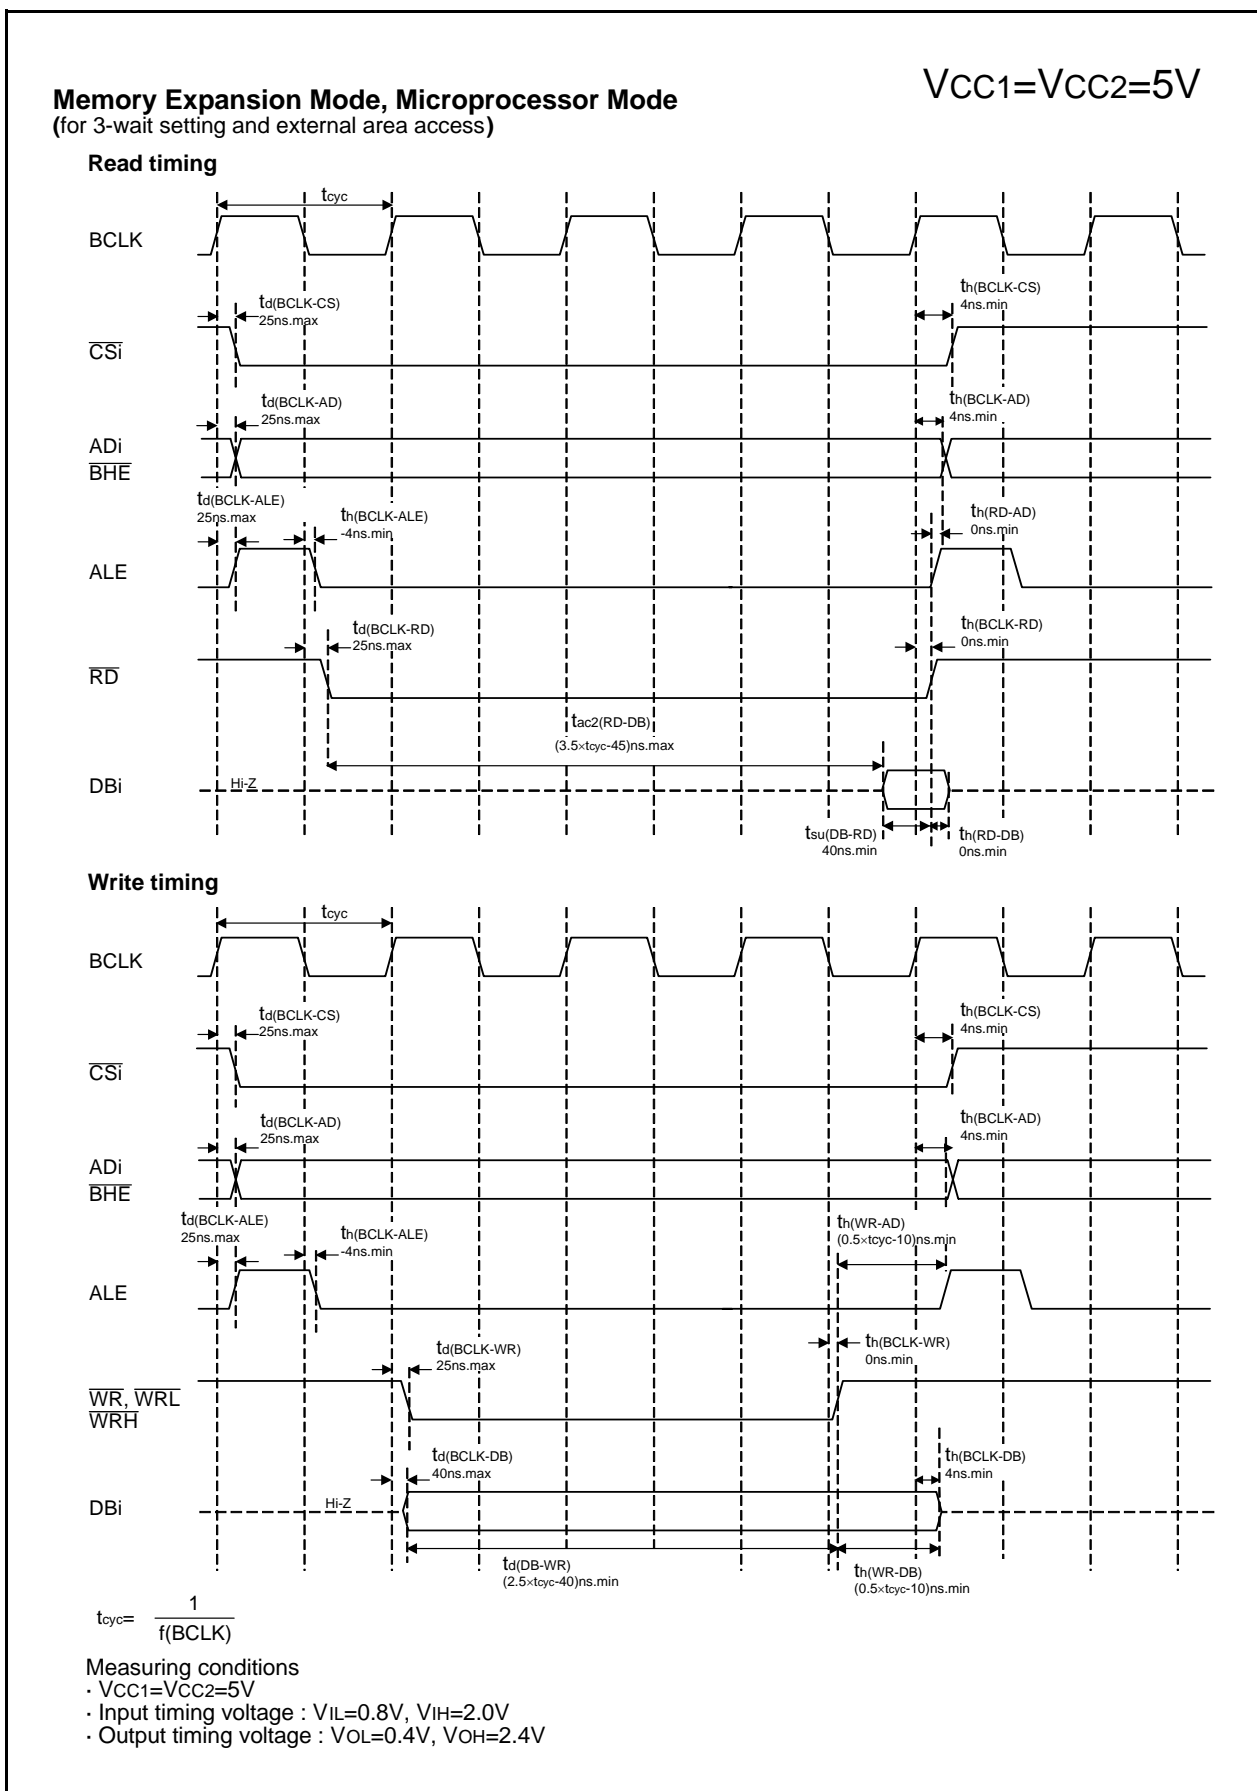 VCC1=VCC2=5V
Memory Expansion Mode, Microprocessor Mode
(for 3-wait setting and external area access)
Read timing
tcyc
BCLK
td(BCLK-CS)
25ns.max
th(BCLK-CS)
4ns.min
CSi
td(BCLK-AD)
25ns.max
th(BCLK-AD)
4ns.min
ADi
BHE
td(BCLK-ALE)
25ns.max
th(BCLK-ALE)
-4ns.min
th(RD-AD)
0ns.min
ALE
td(BCLK-RD)
25ns.max
th(BCLK-RD)
0ns.min
RD
tac2(RD-DB)
(3.5×tcyc-45)ns.max
DBi
Hi-Z
tsu(DB-RD)
40ns.min
th(RD-DB)
0ns.min
Write timing
tcyc
BCLK
td(BCLK-CS)
25ns.max
th(BCLK-CS)
4ns.min
CSi
td(BCLK-AD)
25ns.max
th(BCLK-AD)
4ns.min
ADi
BHE
td(BCLK-ALE)
25ns.max
th(BCLK-ALE)
-4ns.min
th(WR-AD)
(0.5×tcyc-10)ns.min
ALE
td(BCLK-WR)
25ns.max
th(BCLK-WR)
0ns.min
WR, WRL
WRH
td(BCLK-DB)
40ns.max
th(BCLK-DB)
4ns.min
DBi
Hi-Z
td(DB-WR)
(2.5×tcyc-40)ns.min
th(WR-DB)
(0.5×tcyc-10)ns.min
tcyc= 1
f(BCLK)
Measuring conditions
· VCC1=VCC2=5V
· Input timing voltage : VIL=0.8V, VIH=2.0V
· Output timing voltage : VOL=0.4V, VOH=2.4V